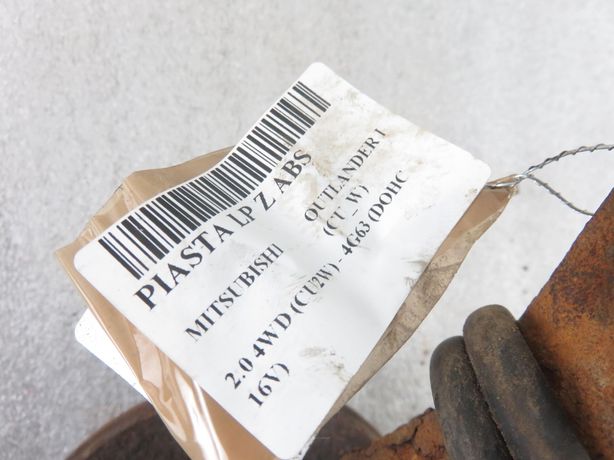 PIASTA LP Z ABS
MITSUBISHI OUTLANDER I
(CU_W)
2.0 4WD (CU2W) - 4G63 (DOHC
16V)